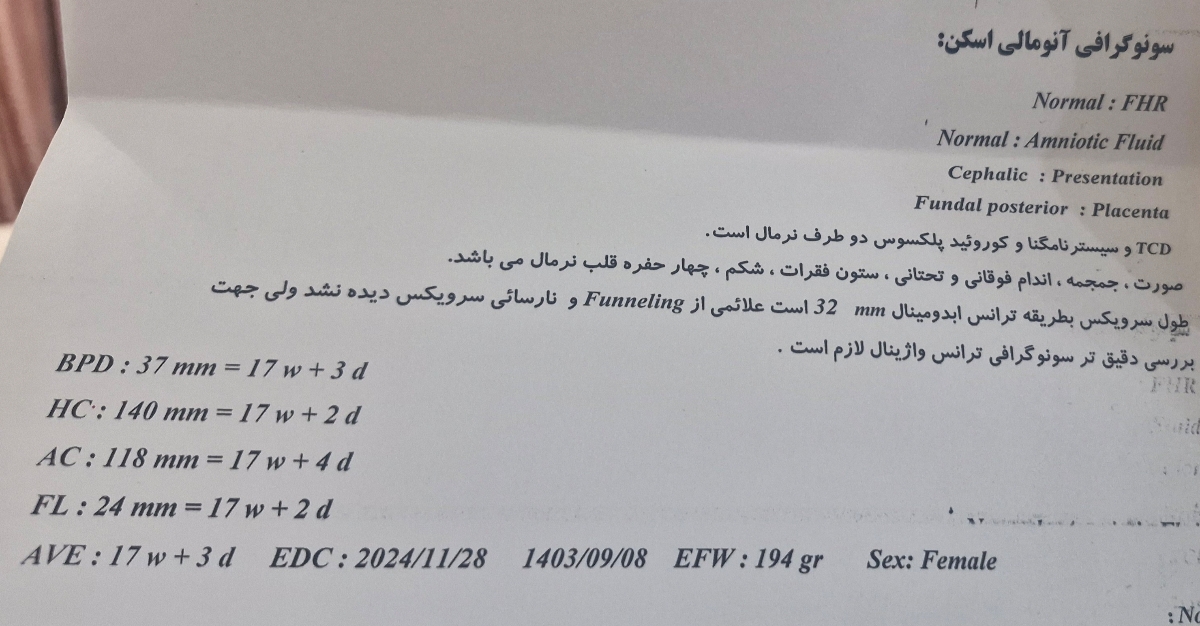 سونوگرافی آنومالی اسکن:
Normal : FHR
Normal : Amniotic Fluid
Cephalic : Presentation
Fundal posterior : Placenta
TCD و سیسترنامگنا و کوروئید پلکسوس دو طرف نرمال است.
صورت ، جمجمه ، اندام فوقانی و تحتانی ، ستون فقرات ، شکم ، چهار حفره قلب نرمال می باشد.
طول سرویکس بطریقه ترانس ابدومینال 32 mm است علائمی از Funneling و نارسائی سرویکس دیده نشد ولی جهت
بررسی دقیق تر سونوگرافی ترانس واژینال لازم است .
BPD : 37 mm = 17 w + 3 d
HC : 140 mm = 17 w + 2 d
AC : 118 mm = 17 w + 4 d
FL : 24 mm = 17 w + 2 d
AVE : 17 w + 3 d EDC : 2024/11/28 1403/09/08 EFW : 194 gr Sex: Female
FHR